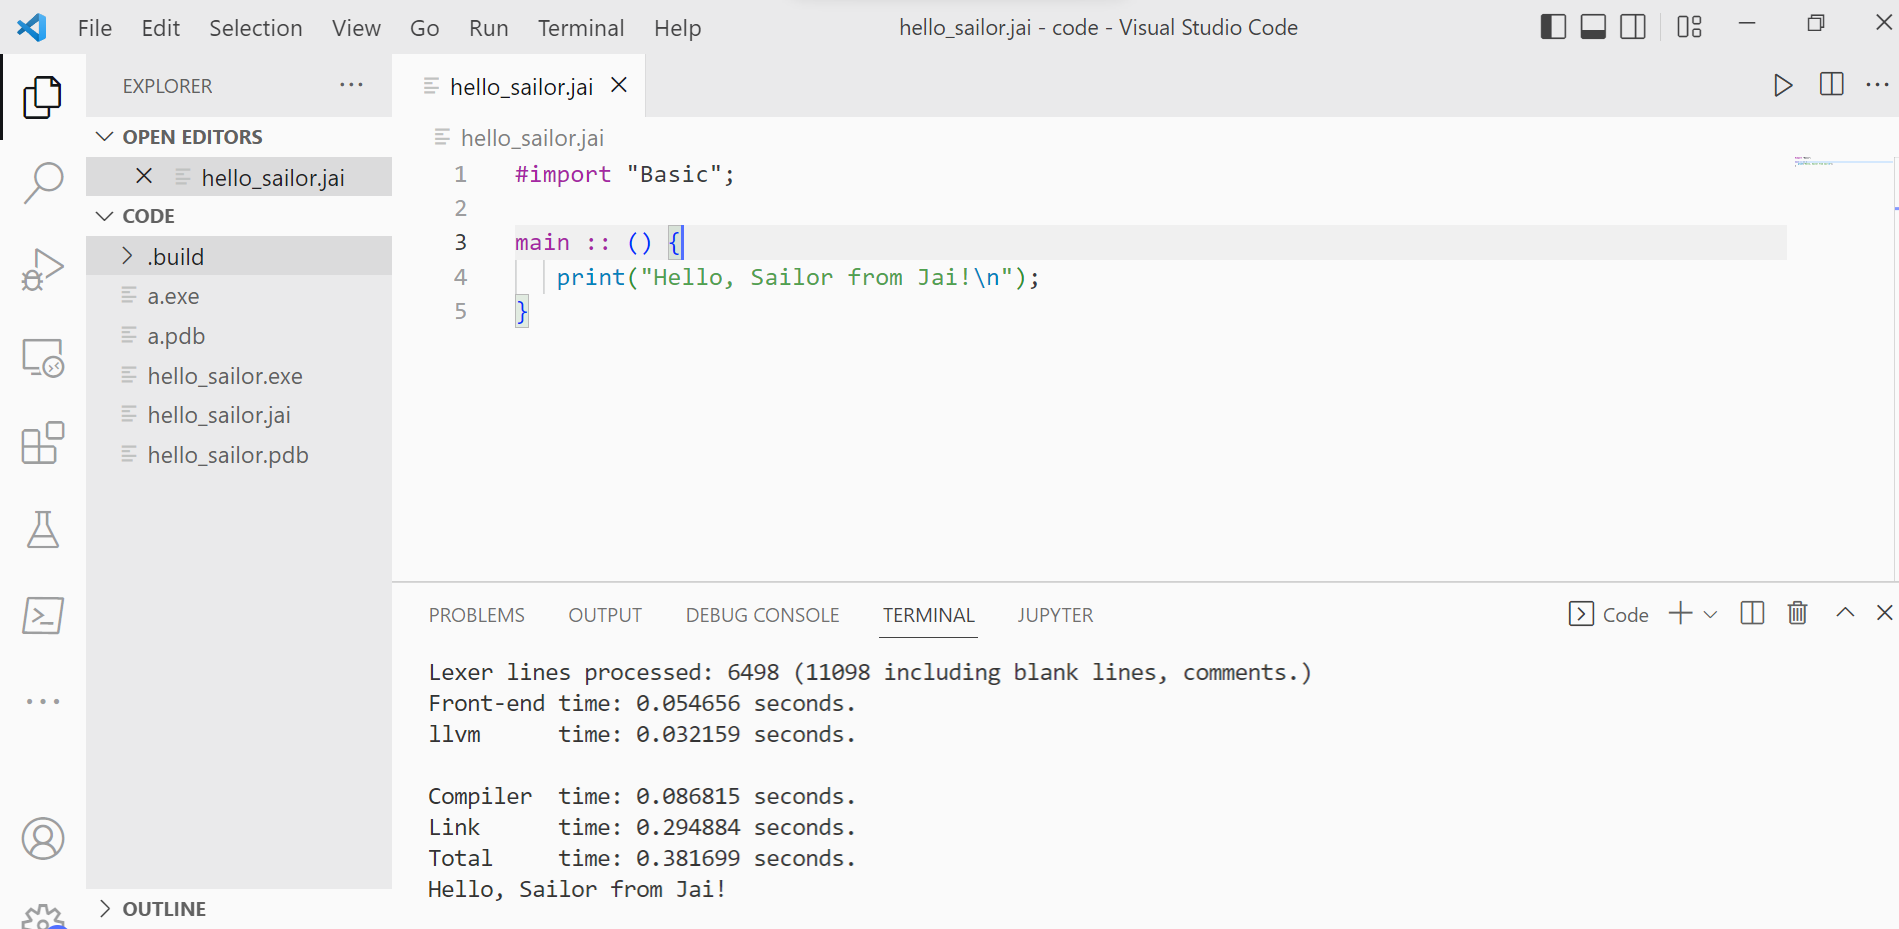 File Edit Selection View Go Run Terminal Help hello_sailor.jai - code - Visual Studio Code
EXPLORER
OPEN EDITORS
hello_sailor.jai
CODE
.build
a.exe
a.pdb
hello_sailor.exe
hello_sailor.jai
hello_sailor.pdb
OUTLINE
hello_sailor.jai
hello_sailor.jai
1 #import "Basic";
2
3 main :: () {
4 print("Hello, Sailor from Jai!\n");
5 }
PROBLEMS OUTPUT DEBUG CONSOLE TERMINAL JUPYTER Code
Lexer lines processed: 6498 (11098 including blank lines, comments.)
Front-end time: 0.054656 seconds.
llvm      time: 0.032159 seconds.
Compiler  time: 0.086815 seconds.
Link      time: 0.294884 seconds.
Total     time: 0.381699 seconds.
Hello, Sailor from Jai!